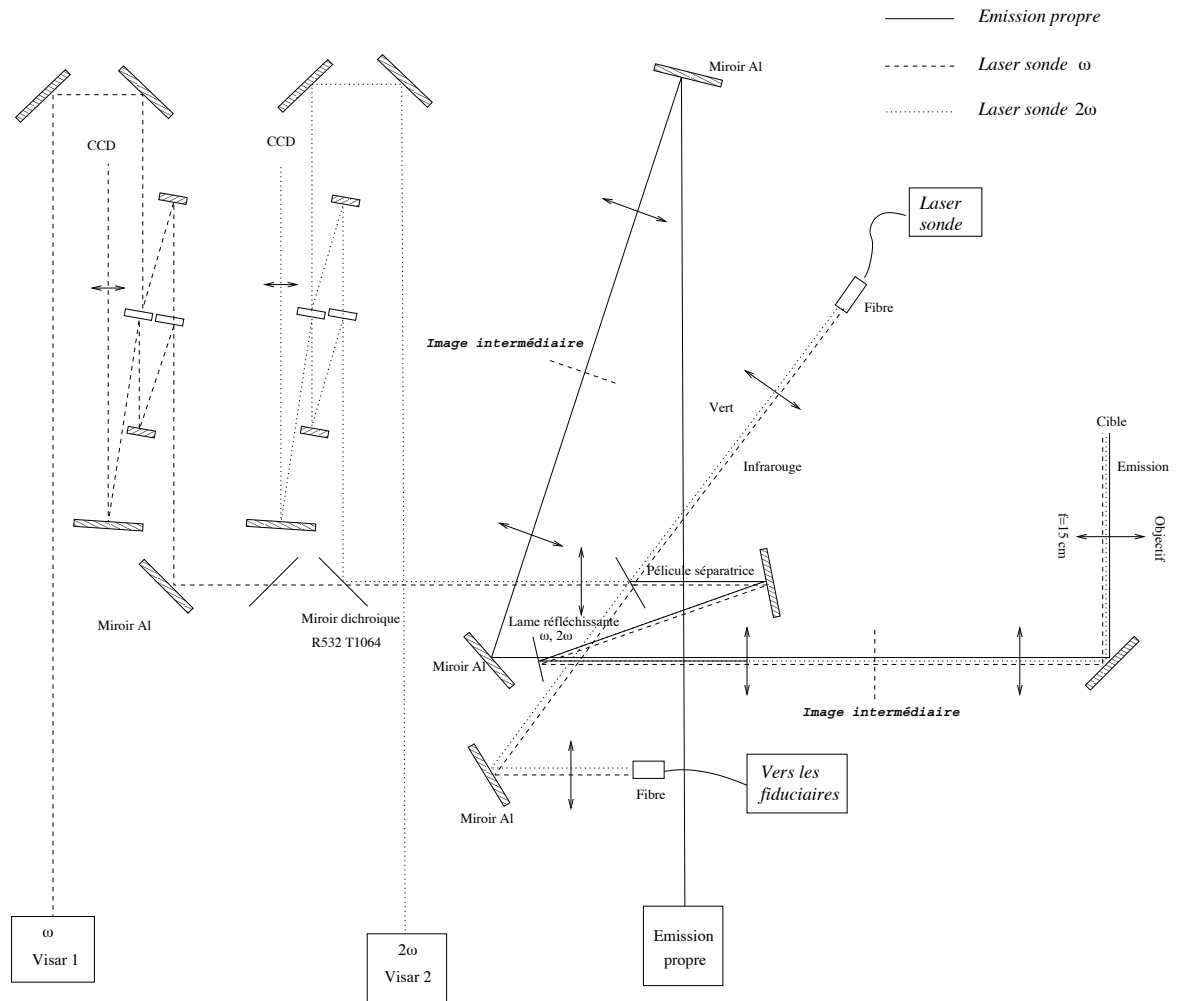 Emission propre
Miroir Al
Laser sonde ω
Laser sonde 2ω
CCD
CCD
Laser
sonde
Fibre
Image intermédiaire
Vert
Cible
Infrarouge
Emission
f=15 cm
Objectif
Pélicule séparatrice
Miroir Al
Miroir dichroique
R532 T1064
Lame réfléchissante
ω, 2ω
Miroir Al
Image intermédiaire
Vers les
fiduciaires
Fibre
Miroir Al
ω
Visar 1
2ω
Visar 2
Emission
propre